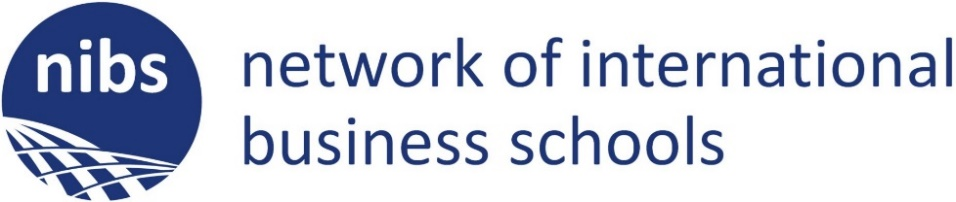 nibs
network of international
business schools